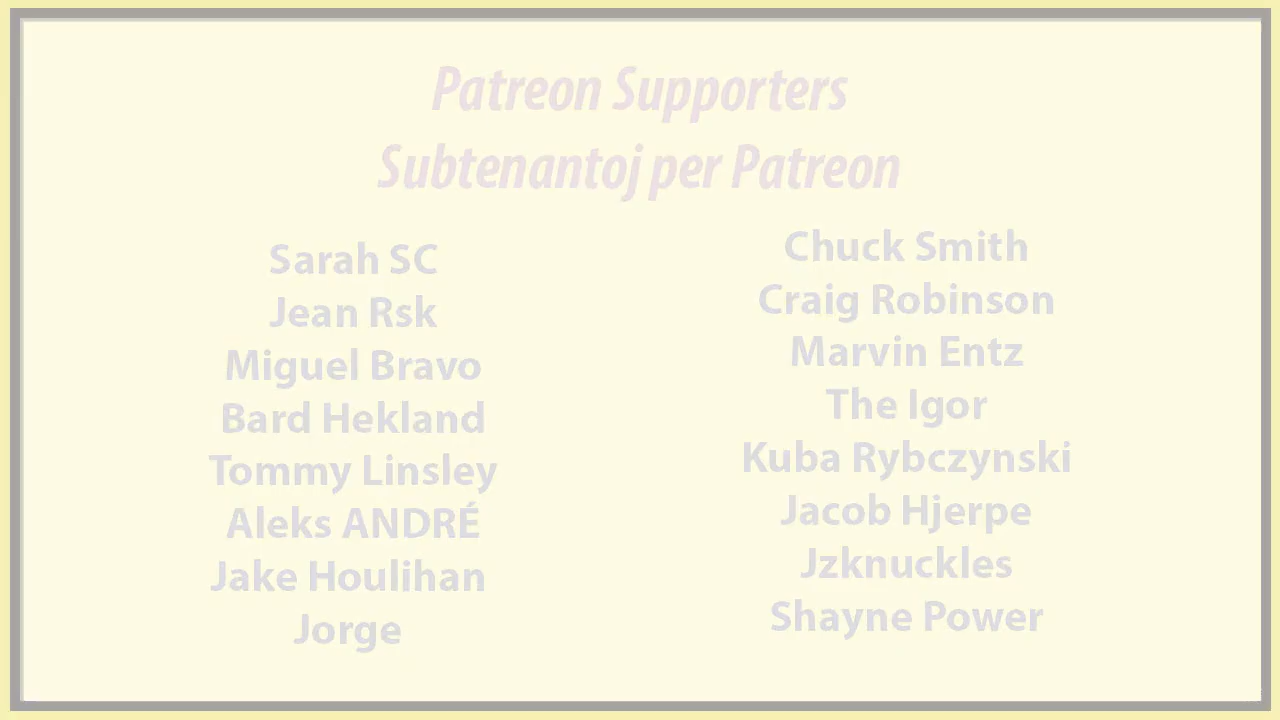 Patreon Supporters
Subtenantoj per Patreon
Sarah SC
Jean Rsk
Miguel Bravo
Bard Hekland
Tommy Linsley
Aleks ANDRÉ
Jake Houlihan
Jorge
Chuck Smith
Craig Robinson
Marvin Entz
The Igor
Kuba Rybczynski
Jacob Hjerpe
Jzknuckles
Shayne Power